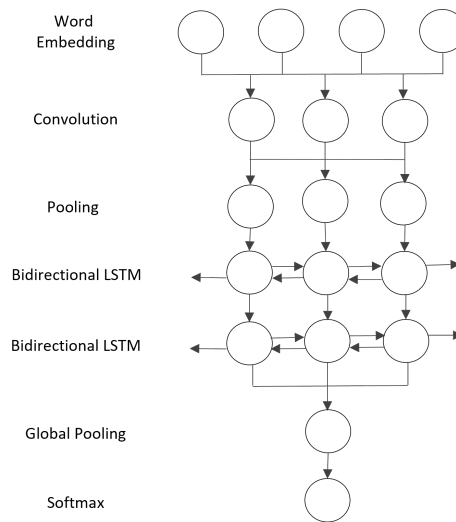 Word
Embedding
Convolution
Pooling
Bidirectional LSTM
Bidirectional LSTM
Global Pooling
Softmax